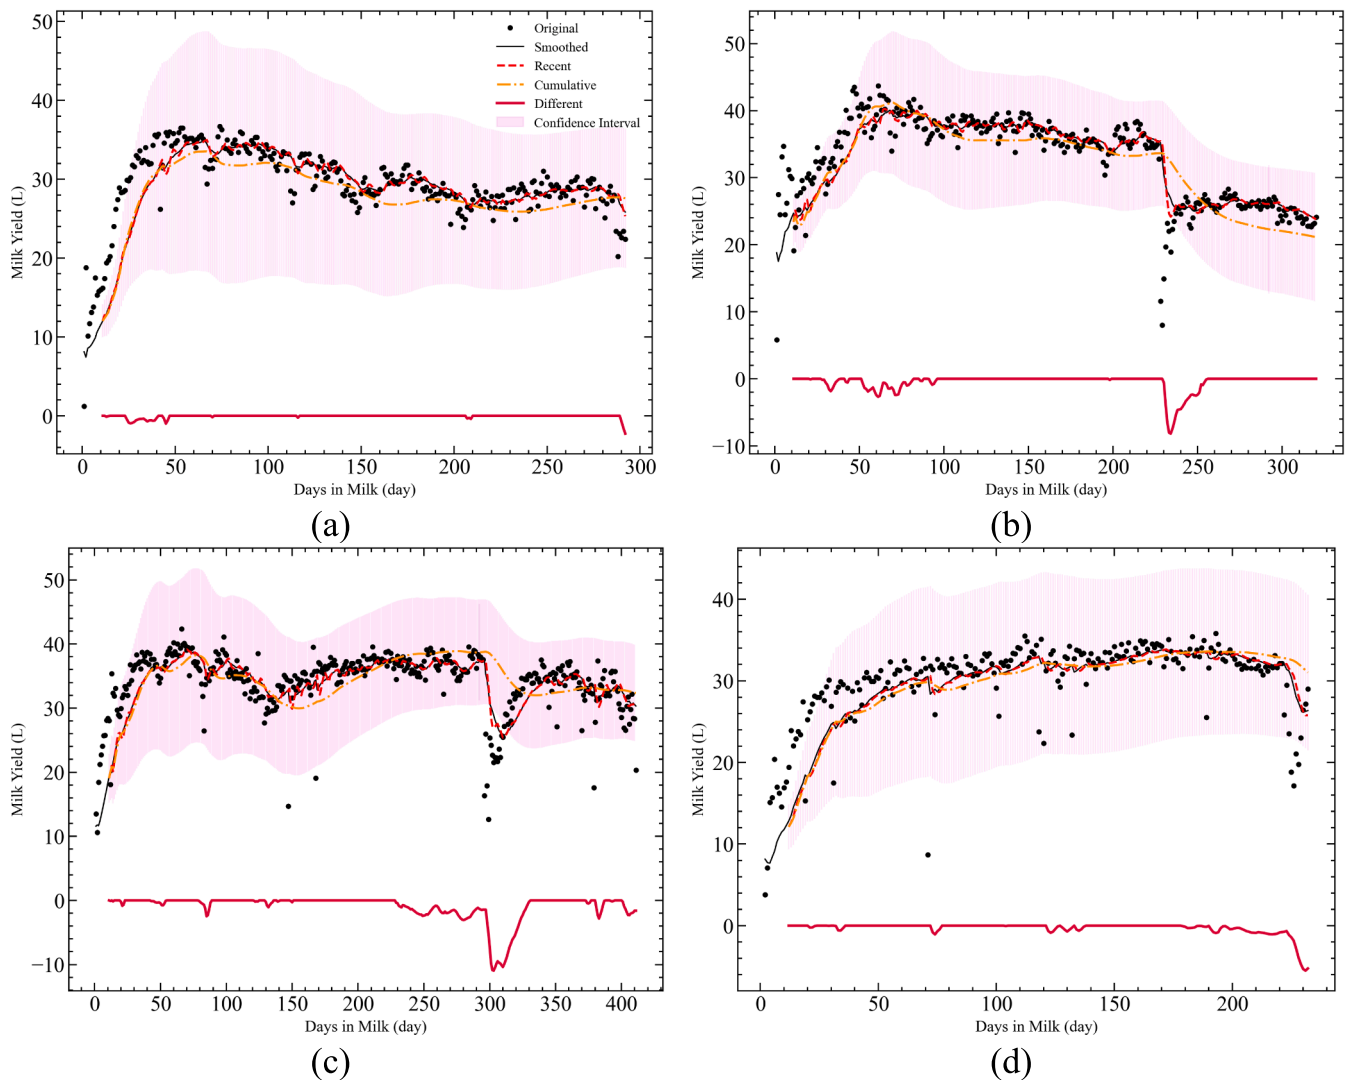 50
40
30
20
10
0
Milk Yield (L)
Original
Smoothed
Recent
Cumulative
Different
Confidence Interval
0 50 100 150 200 250 300
Days in Milk (day)
(a)
50
40
30
20
10
0
−10
Milk Yield (L)
0 50 100 150 200 250 300
Days in Milk (day)
(b)
50
40
30
20
10
0
−10
Milk Yield (L)
0 50 100 150 200 250 300 350 400
Days in Milk (day)
(c)
40
30
20
10
0
Milk Yield (L)
0 50 100 150 200
Days in Milk (day)
(d)